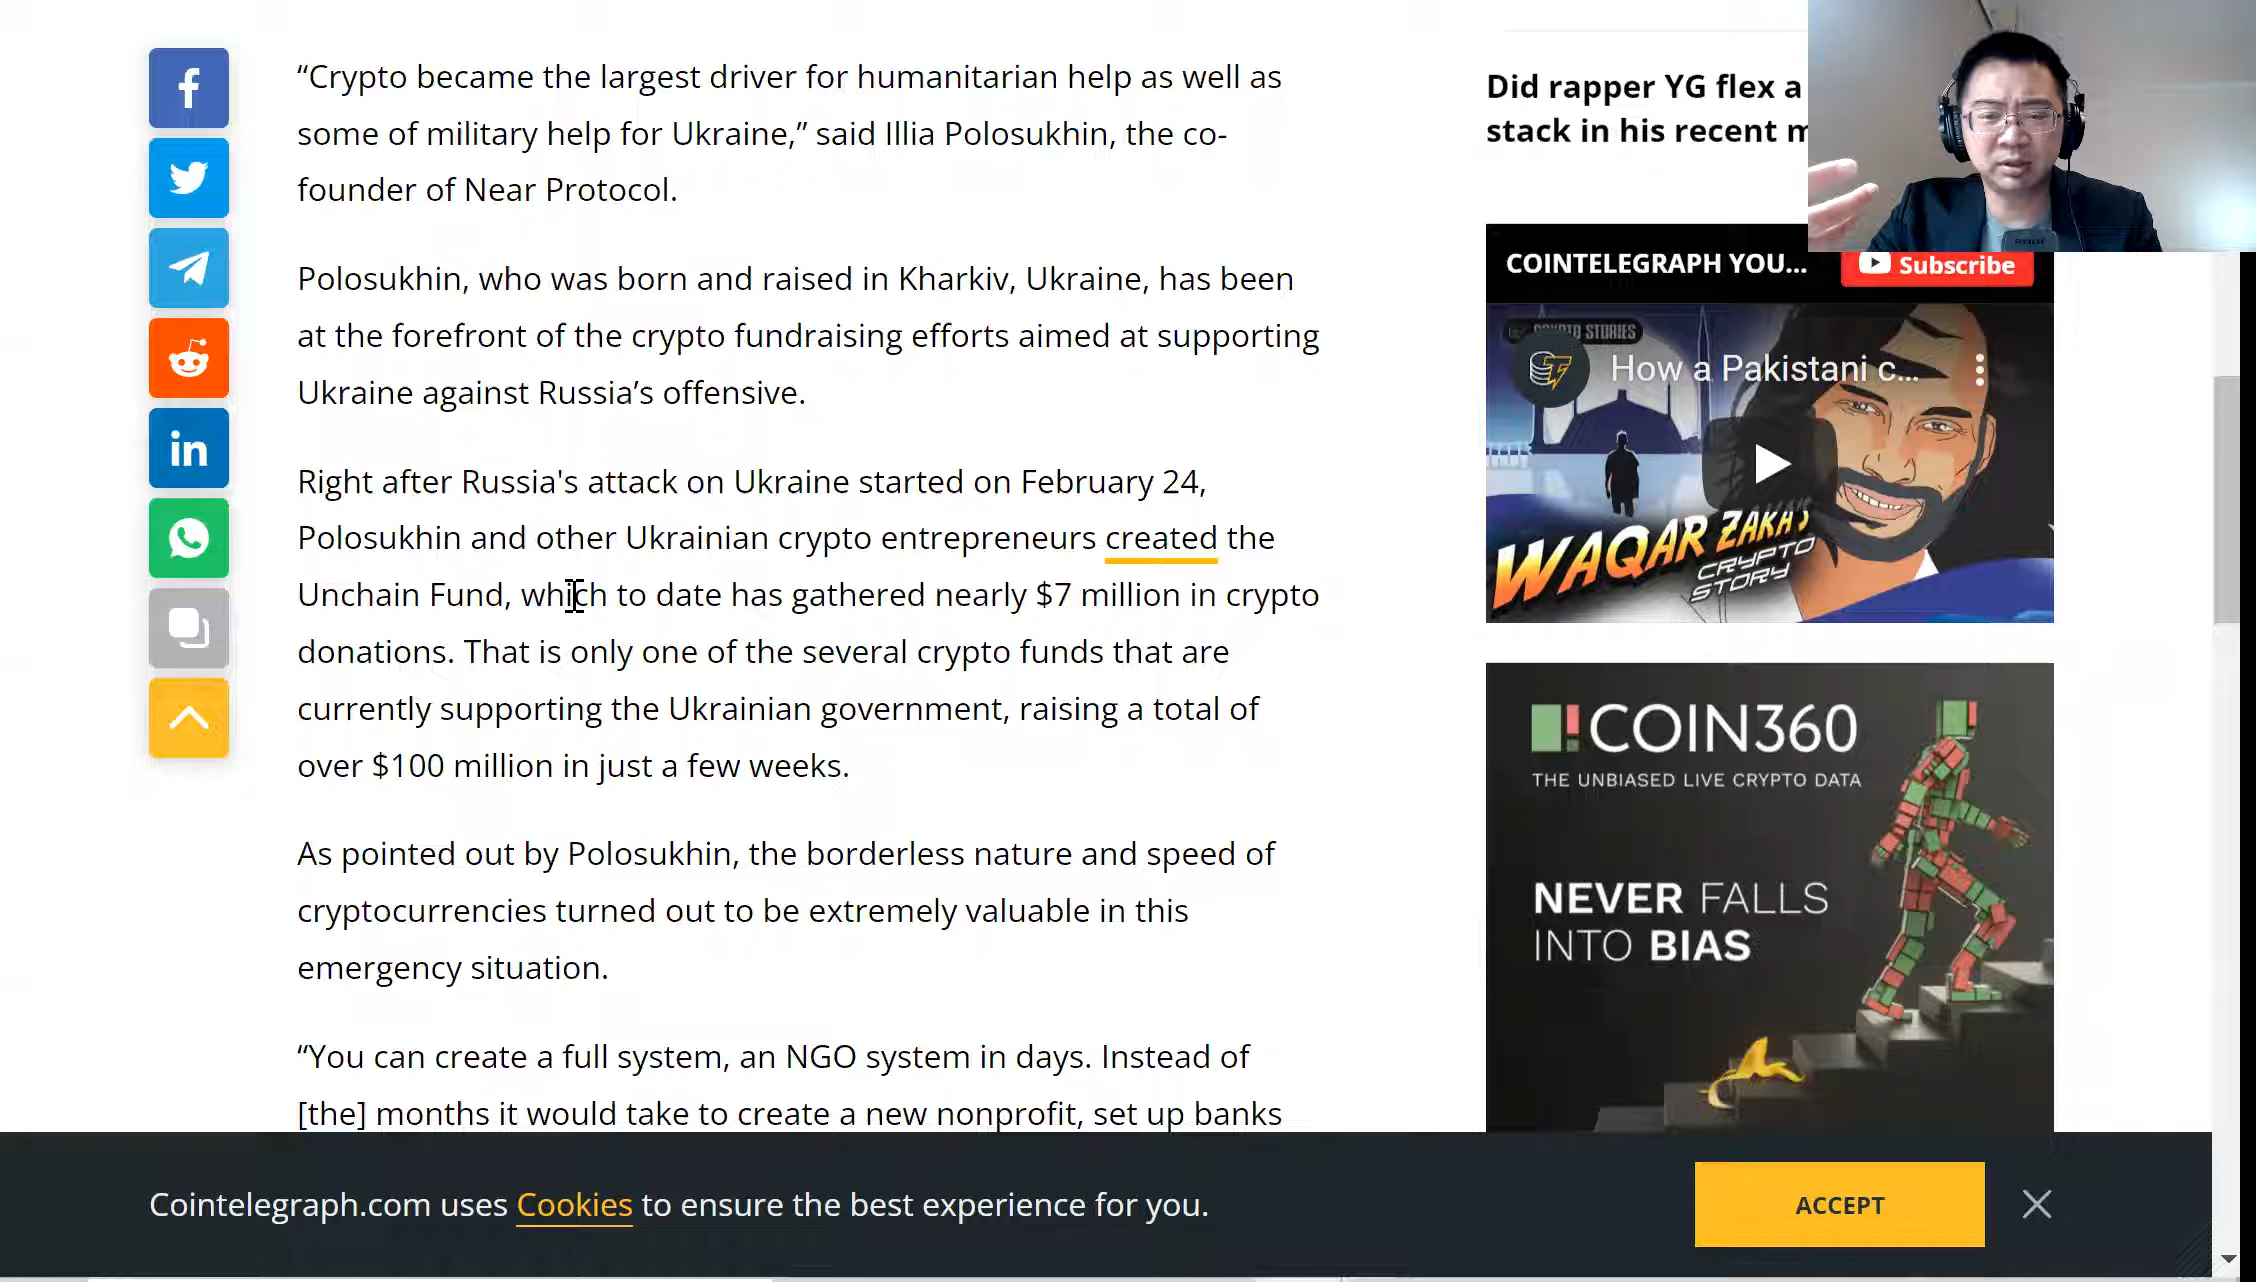 “Crypto became the largest driver for humanitarian help as well as
some of military help for Ukraine,” said Illia Polosukhin, the co-
founder of Near Protocol.
Polosukhin, who was born and raised in Kharkiv, Ukraine, has been
at the forefront of the crypto fundraising efforts aimed at supporting
Ukraine against Russia’s offensive.
Right after Russia's attack on Ukraine started on February 24,
Polosukhin and other Ukrainian crypto entrepreneurs created the
Unchain Fund, which to date has gathered nearly $7 million in crypto
donations. That is only one of the several crypto funds that are
currently supporting the Ukrainian government, raising a total of
over $100 million in just a few weeks.
As pointed out by Polosukhin, the borderless nature and speed of
cryptocurrencies turned out to be extremely valuable in this
emergency situation.
“You can create a full system, an NGO system in days. Instead of
[the] months it would take to create a new nonprofit, set up banks
Did rapper YG flex a
stack in his recent m
COINTELEGRAPH YOU...
Subscribe
CRYPTO STORIES
How a Pakistani c...
WAQAR ZAKA'S
CRYPTO
STORY
COIN360
THE UNBIASED LIVE CRYPTO DATA
NEVER FALLS
INTO BIAS
Cointelegraph.com uses Cookies to ensure the best experience for you.
ACCEPT